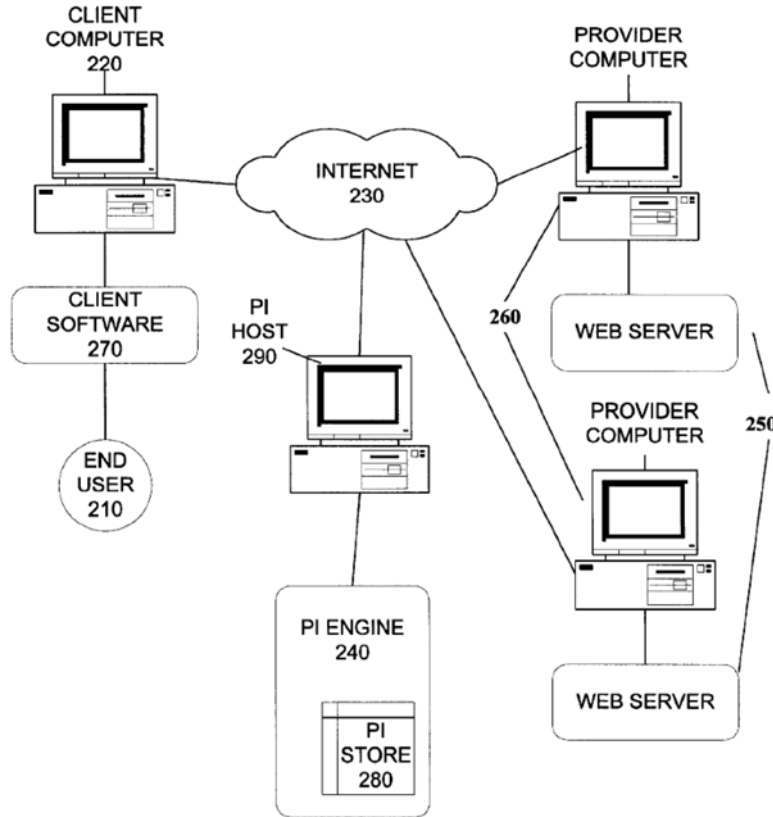 CLIENT
COMPUTER
220
PROVIDER
COMPUTER
INTERNET
230
CLIENT
SOFTWARE
270
PI
HOST
290
260
WEB SERVER
PROVIDER
COMPUTER
250
END
USER
210
PI ENGINE
240
PI
STORE
280
WEB SERVER